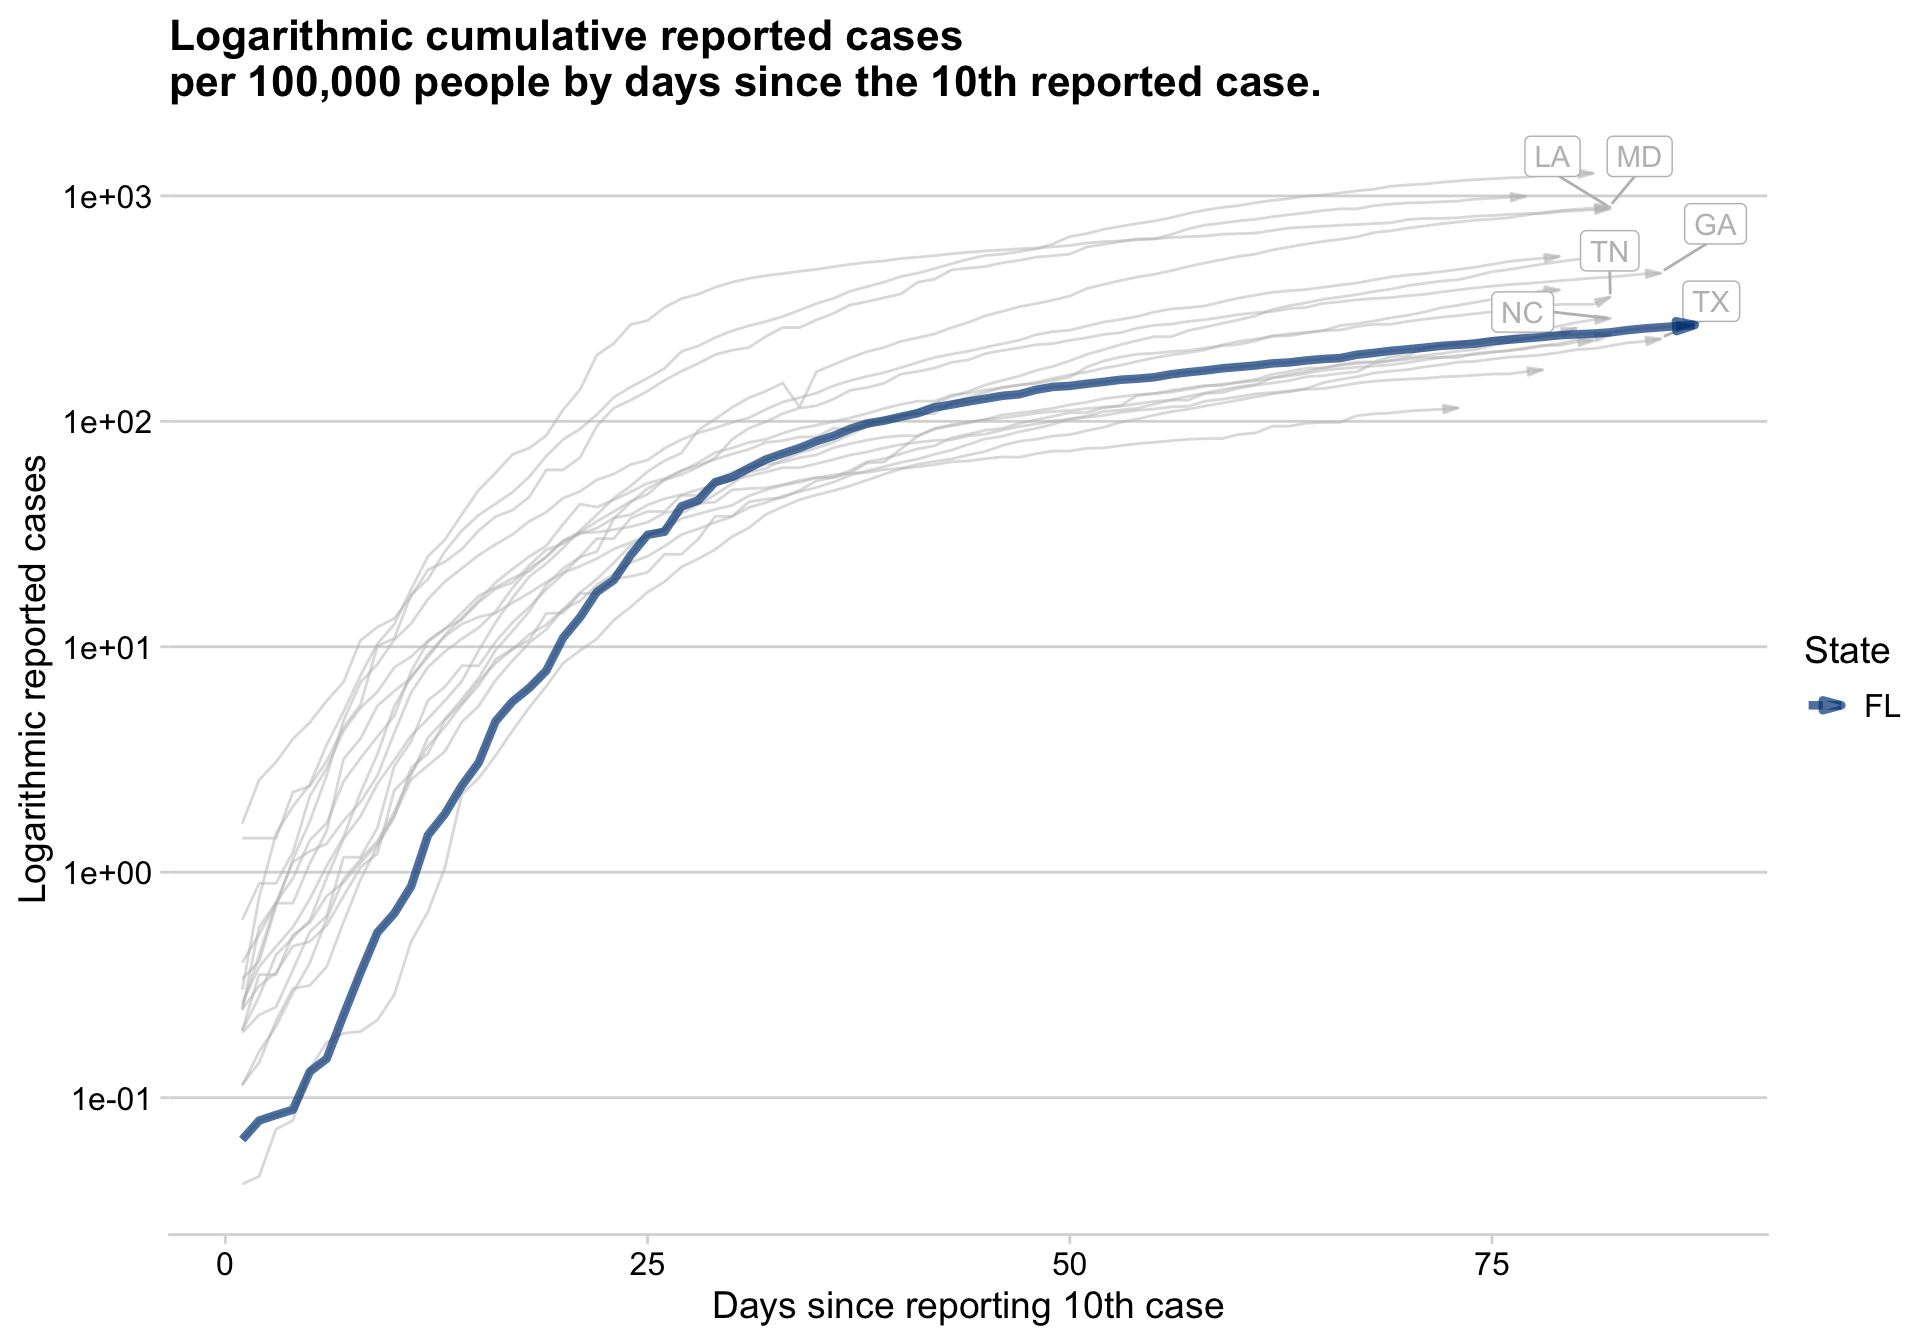 Logarithmic cumulative reported cases
per 100,000 people by days since the 10th reported case.
LA
MD
GA
TN
TX
NC
1e+03
1e+02
1e+01
1e+00
1e-01
Logarithmic reported cases
State
FL
0
25
50
75
Days since reporting 10th case